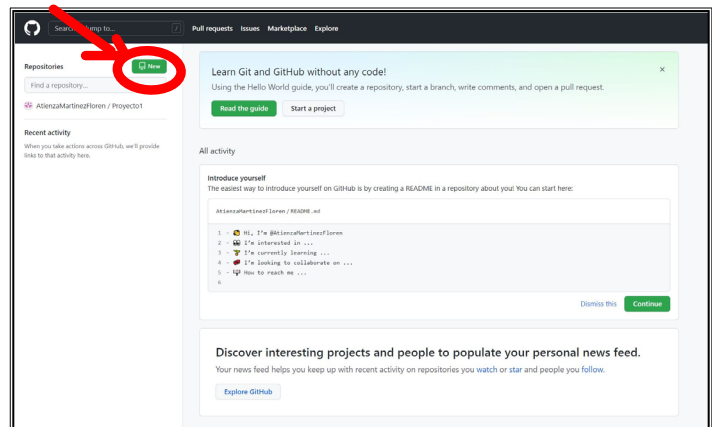 Search or jump to...
/
Pull requests Issues Marketplace Explore
Repositories
New
Find a repository...
AtienzaMartinezFloren / Proyecto1
Recent activity
When you take actions across GitHub, we'll provide
links to that activity here.
Learn Git and GitHub without any code!
Using the Hello World guide, you'll create a repository, start a branch, write comments, and open a pull request.
Read the guide Start a project
All activity
Introduce yourself
The easiest way to introduce yourself on GitHub is by creating a README in a repository about you! You can start here:
AtienzaMartinezFloren / README.md
1 - 👋 Hi, I'm @AtienzaMartinezFloren
2 - 👀 I'm interested in ...
3 - 🌱 I'm currently learning ...
4 - 💞️ I'm looking to collaborate on ...
5 - 📫 How to reach me ...
6
Dismiss this Continue
Discover interesting projects and people to populate your personal news feed.
Your news feed helps you keep up with recent activity on repositories you watch or star and people you follow.
Explore GitHub